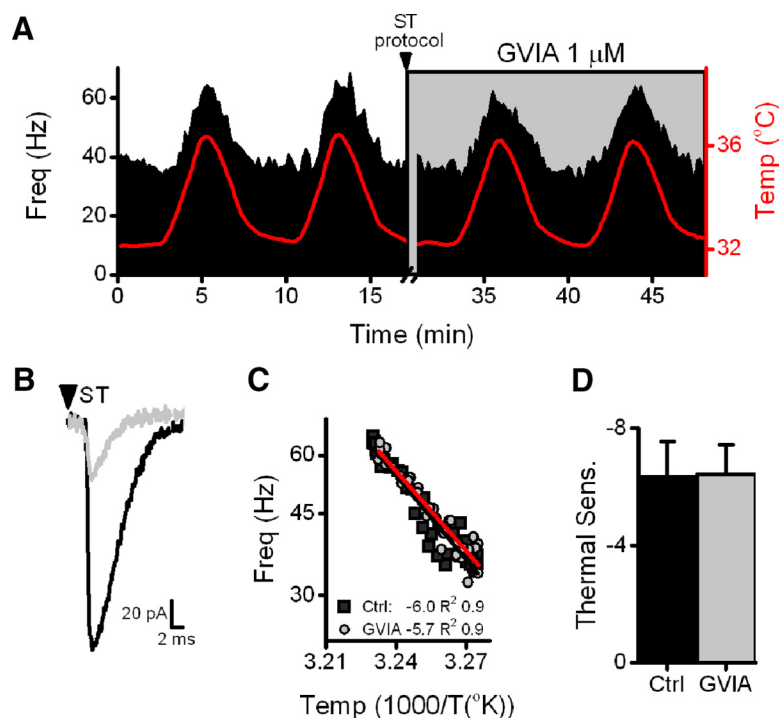 A
ST
protocol
GVIA 1 μM
Freq (Hz)
60
40
20
0
36
32
Temp (°C)
0 5 10 15 35 40 45
Time (min)
B
ST
20 pA
2 ms
C
Freq (Hz)
60
45
30
Ctrl: -6.0 R² 0.9
GVIA -5.7 R² 0.9
3.21 3.24 3.27
Temp (1000/T(°K))
D
Thermal Sens.
-8
-4
0
Ctrl GVIA